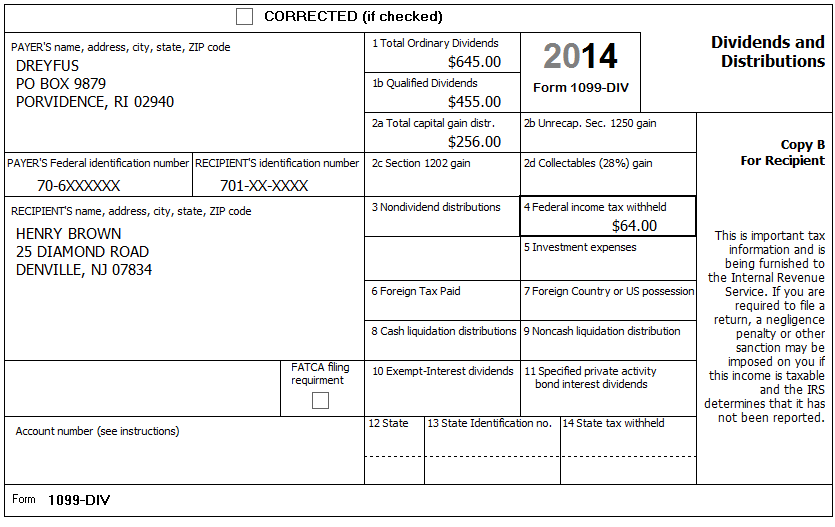 CORRECTED (if checked)
PAYER'S name, address, city, state, ZIP code
DREYFUS
PO BOX 9879
PORVIDENCE, RI 02940
1 Total Ordinary Dividends
$645.00
1b Qualified Dividends
$455.00
2014
Form 1099-DIV
Dividends and
Distributions
2a Total capital gain distr.
$256.00
2b Unrecap. Sec. 1250 gain
Copy B
For Recipient
PAYER'S Federal identification number
70-6XXXXXX
RECIPIENT'S identification number
701-XX-XXXX
2c Section 1202 gain
2d Collectables (28%) gain
RECIPIENT'S name, address, city, state, ZIP code
HENRY BROWN
25 DIAMOND ROAD
DENVILLE, NJ 07834
3 Nondividend distributions
4 Federal income tax withheld
$64.00
5 Investment expenses
6 Foreign Tax Paid
7 Foreign Country or US possession
8 Cash liquidation distributions
9 Noncash liquidation distribution
This is important tax
information and is
being furnished to
the Internal Revenue
Service. If you are
required to file a
return, a negligence
penalty or other
sanction may be
imposed on you if
this income is taxable
and the IRS
determines that it has
not been reported.
FATCA filing
requirment
10 Exempt-Interest dividends
11 Specified private activity
bond interest dividends
Account number (see instructions)
12 State
13 State Identification no.
14 State tax withheld
Form 1099-DIV